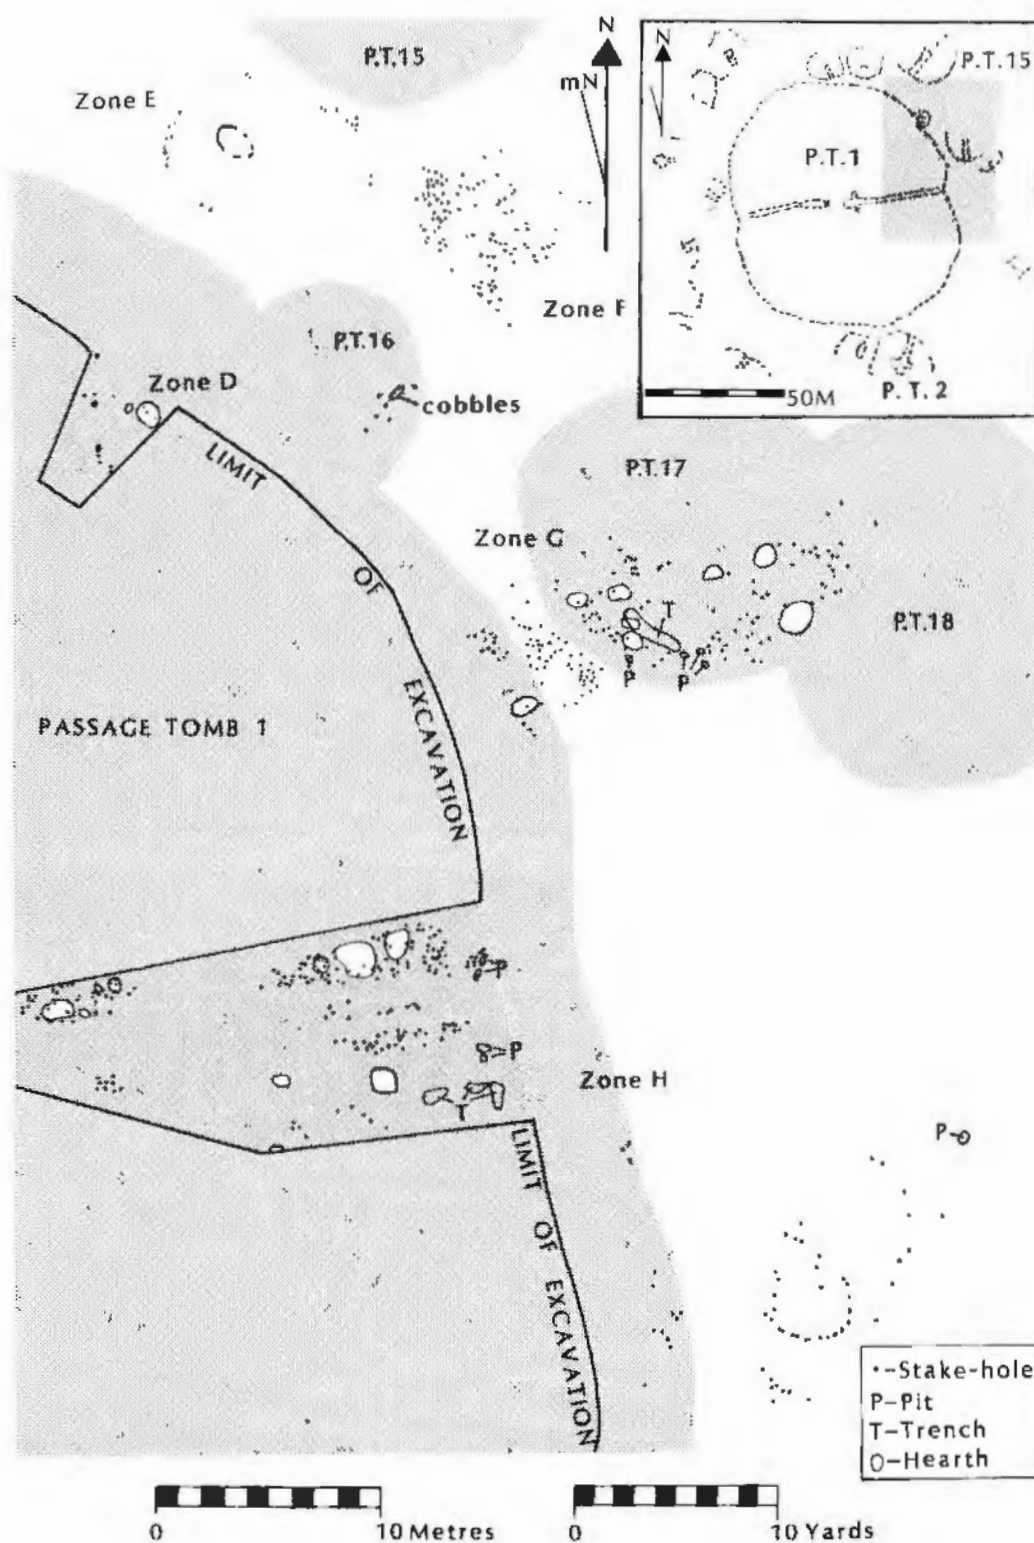 P.T.15
Zone E
N
mN
N
P.T.15
P.T.1
50M
P. T. 2
Zone F
P.T.16
Zone D
cobbles
LIMIT
OF
EXCAVATION
P.T.17
Zone G
T
P
P
P.T.18
PASSAGE TOMB 1
P
P
T
Zone H
P
LIMIT OF EXCAVATION
·-Stake-hole
P-Pit
T-Trench
O-Hearth
0 10 Metres
0 10 Yards